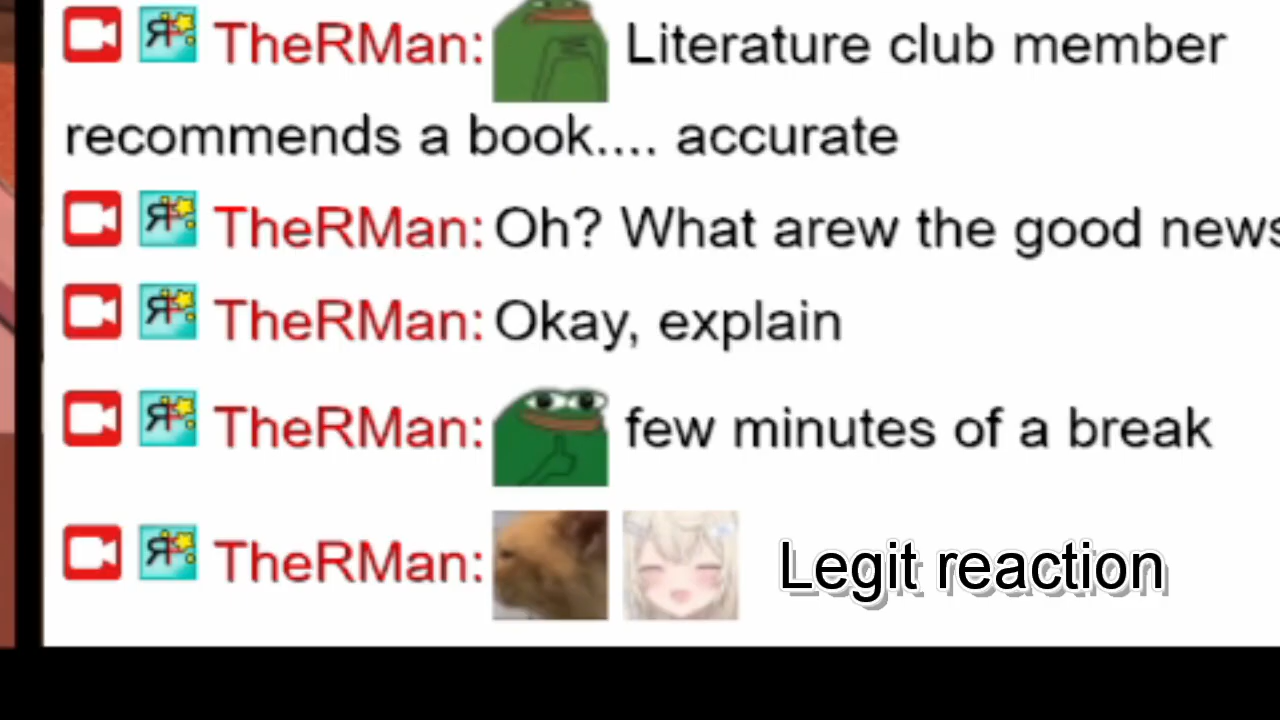 TheRMan: Literature club member
recommends a book.... accurate
TheRMan: Oh? What arew the good news
TheRMan: Okay, explain
TheRMan: few minutes of a break
TheRMan: Legit reaction